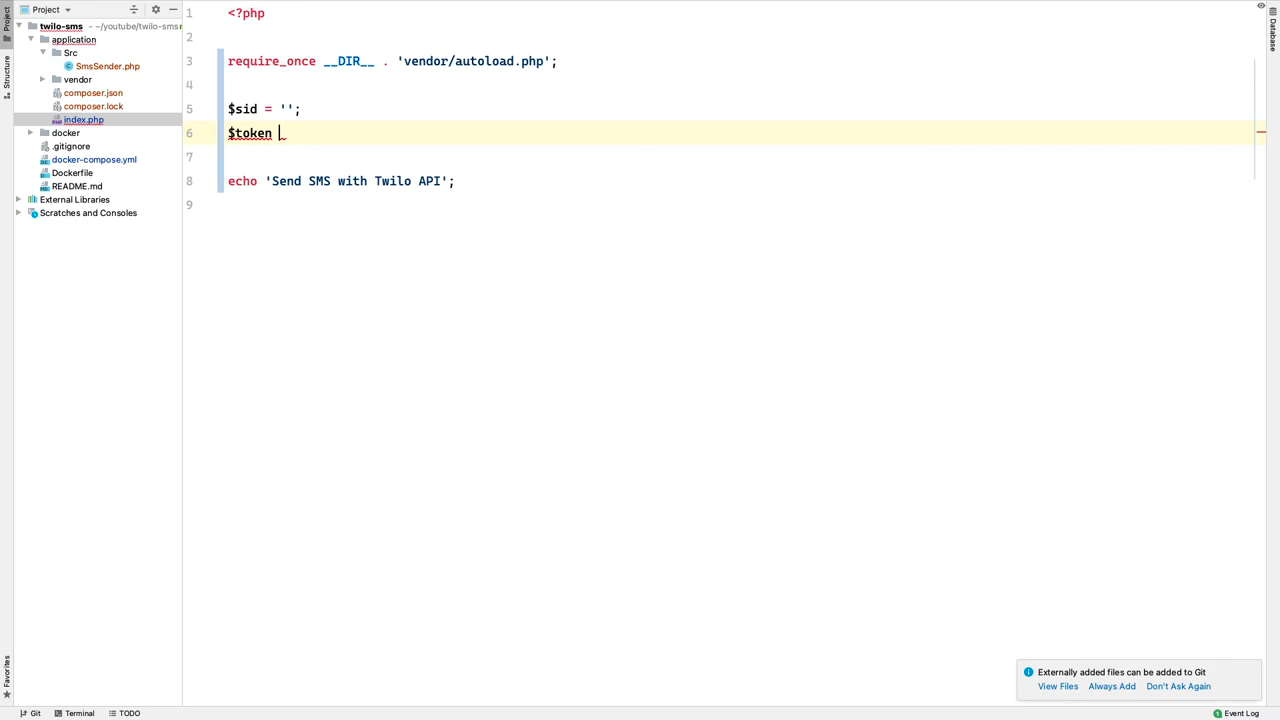 Project
twilo-sms - ~/youtube/twilo-sms
application
Src
SmsSender.php
vendor
composer.json
composer.lock
index.php
docker
.gitignore
docker-compose.yml
Dockerfile
README.md
External Libraries
Scratches and Consoles
Project
Structure
Favorites
1 <?php
2
3 require_once __DIR__ . 'vendor/autoload.php';
4
5 $sid = '';
6 $token
7
8 echo 'Send SMS with Twilo API';
9
Database
Externally added files can be added to Git
View Files Always Add Don't Ask Again
Git Terminal TODO
1 Event Log